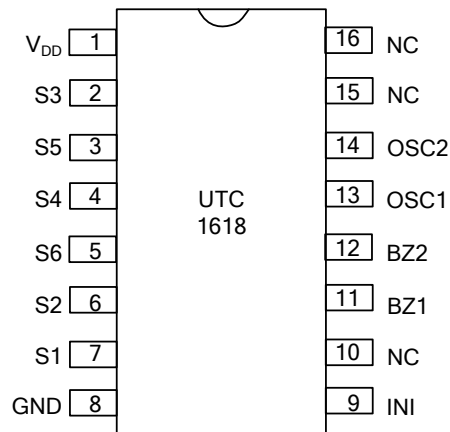 VDD 1 16 NC
S3 2 15 NC
S5 3 14 OSC2
S4 4 13 OSC1
UTC
1618
S6 5 12 BZ2
S2 6 11 BZ1
S1 7 10 NC
GND 8 9 INI